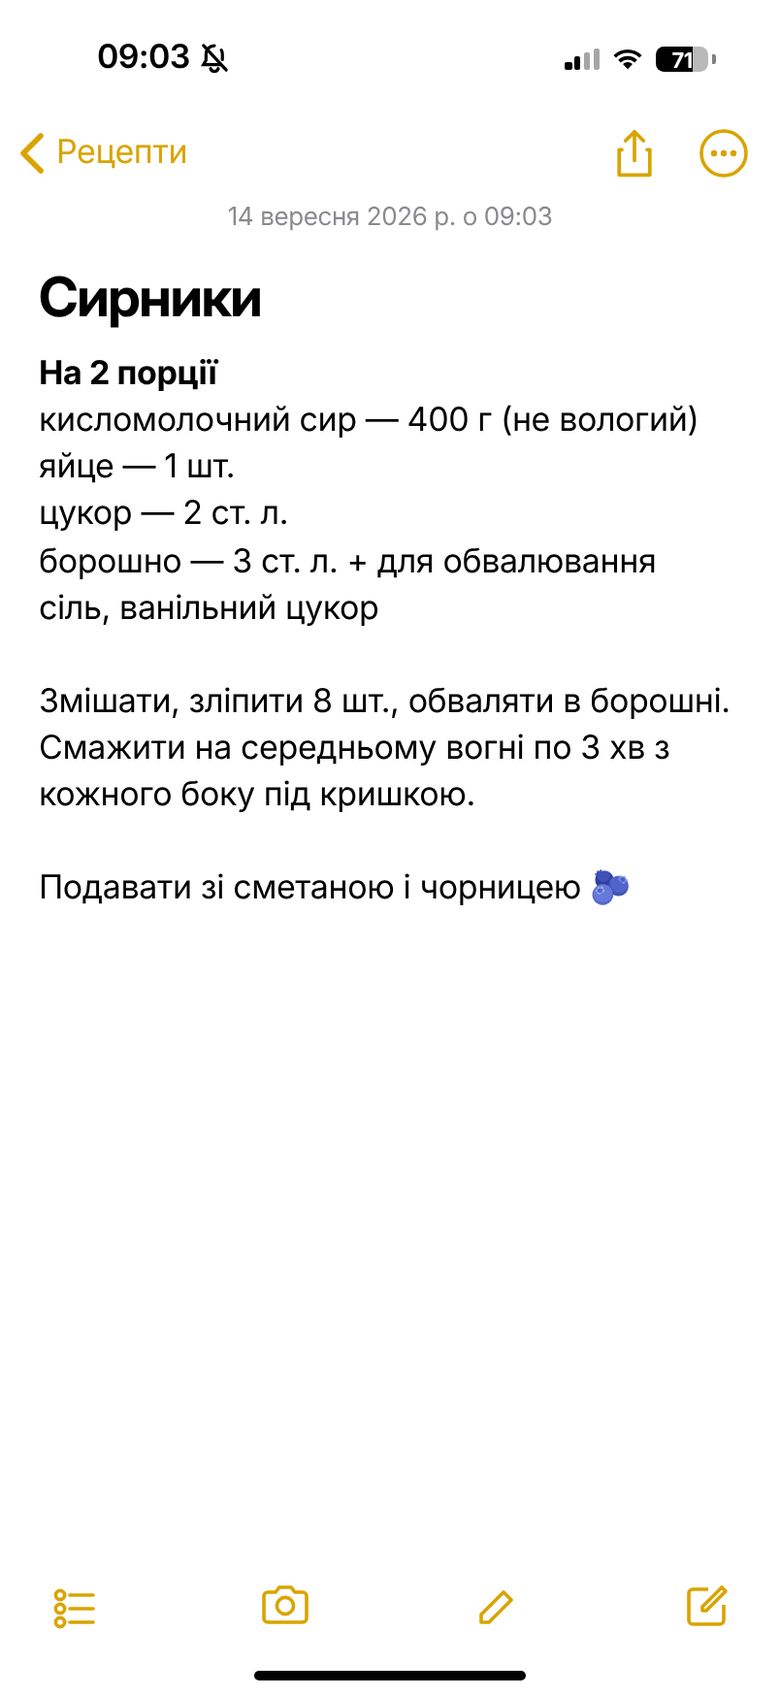 09:03
71
Рецепти
14 вересня 2026 р. о 09:03
Сирники
На 2 порції
кисломолочний сир — 400 г (не вологий)
яйце — 1 шт.
цукор — 2 ст. л.
борошно — 3 ст. л. + для обвалювання
сіль, ванільний цукор
Змішати, зліпити 8 шт., обваляти в борошні.
Смажити на середньому вогні по 3 хв з
кожного боку під кришкою.
Подавати зі сметаною і чорницею 🫐